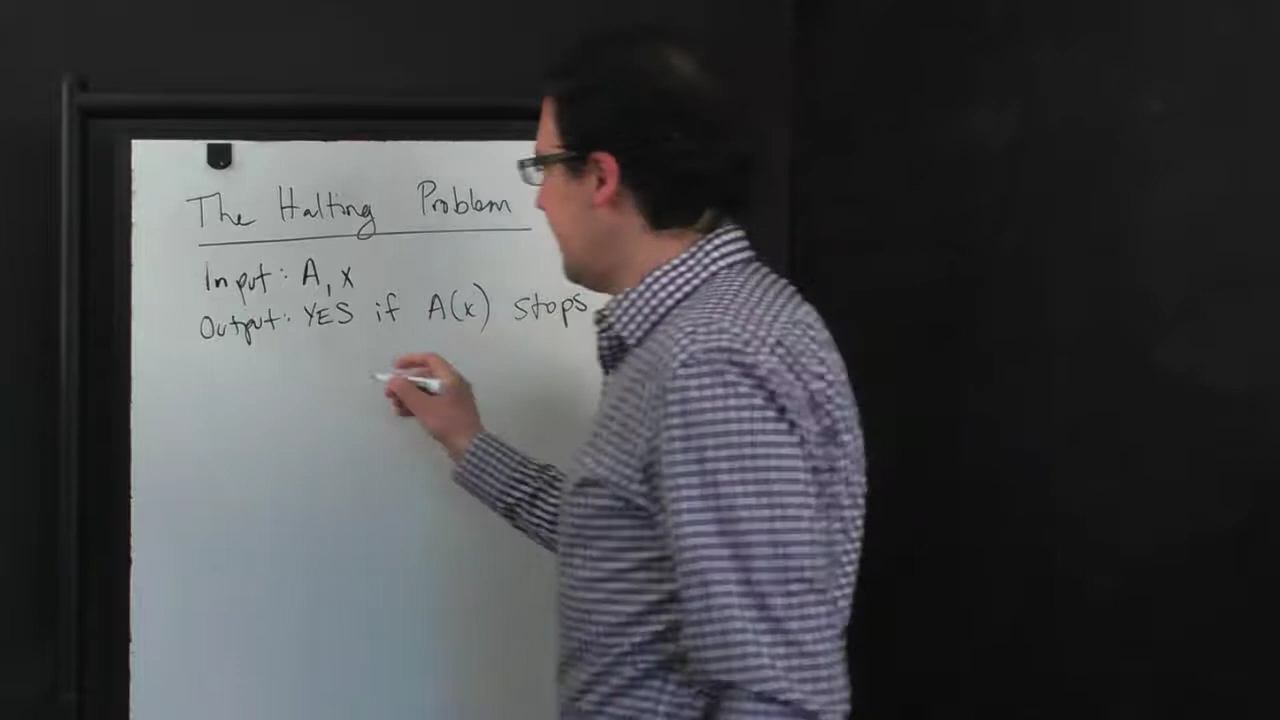 The Halting Problem
Input: A, x
Output: YES if A(x) stops